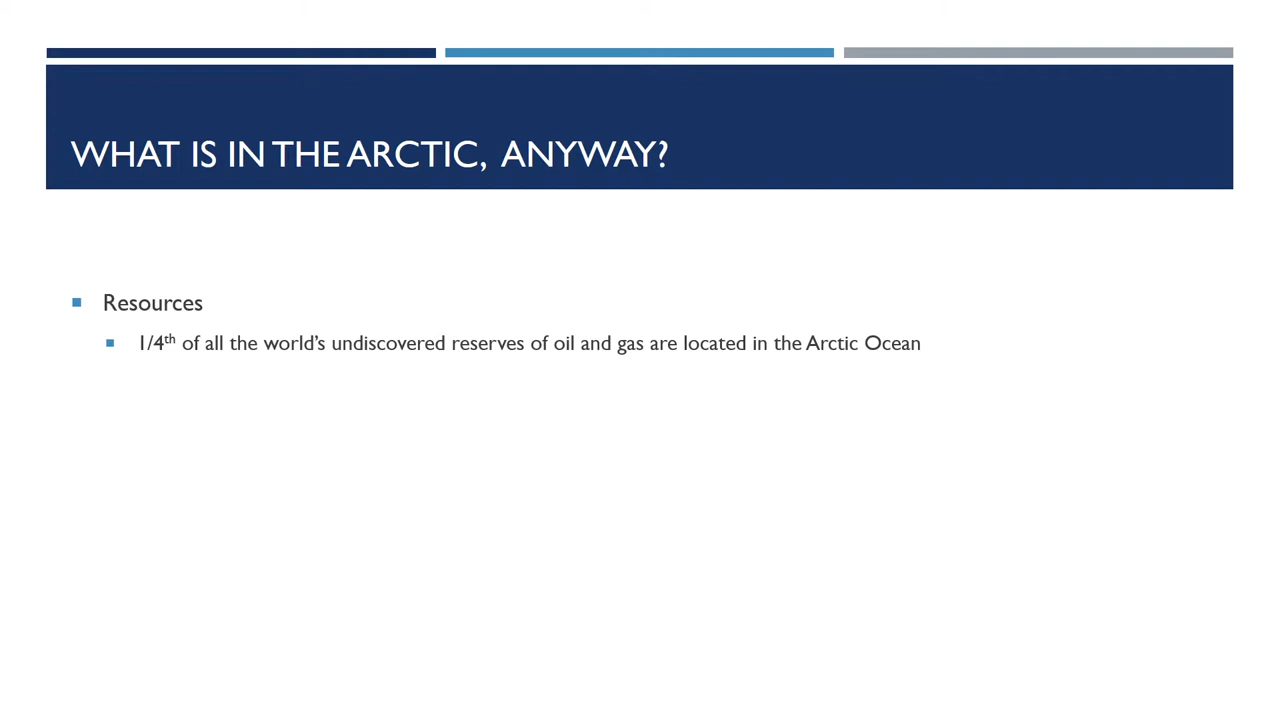 WHAT IS IN THE ARCTIC, ANYWAY?
Resources
1/4th of all the world’s undiscovered reserves of oil and gas are located in the Arctic Ocean